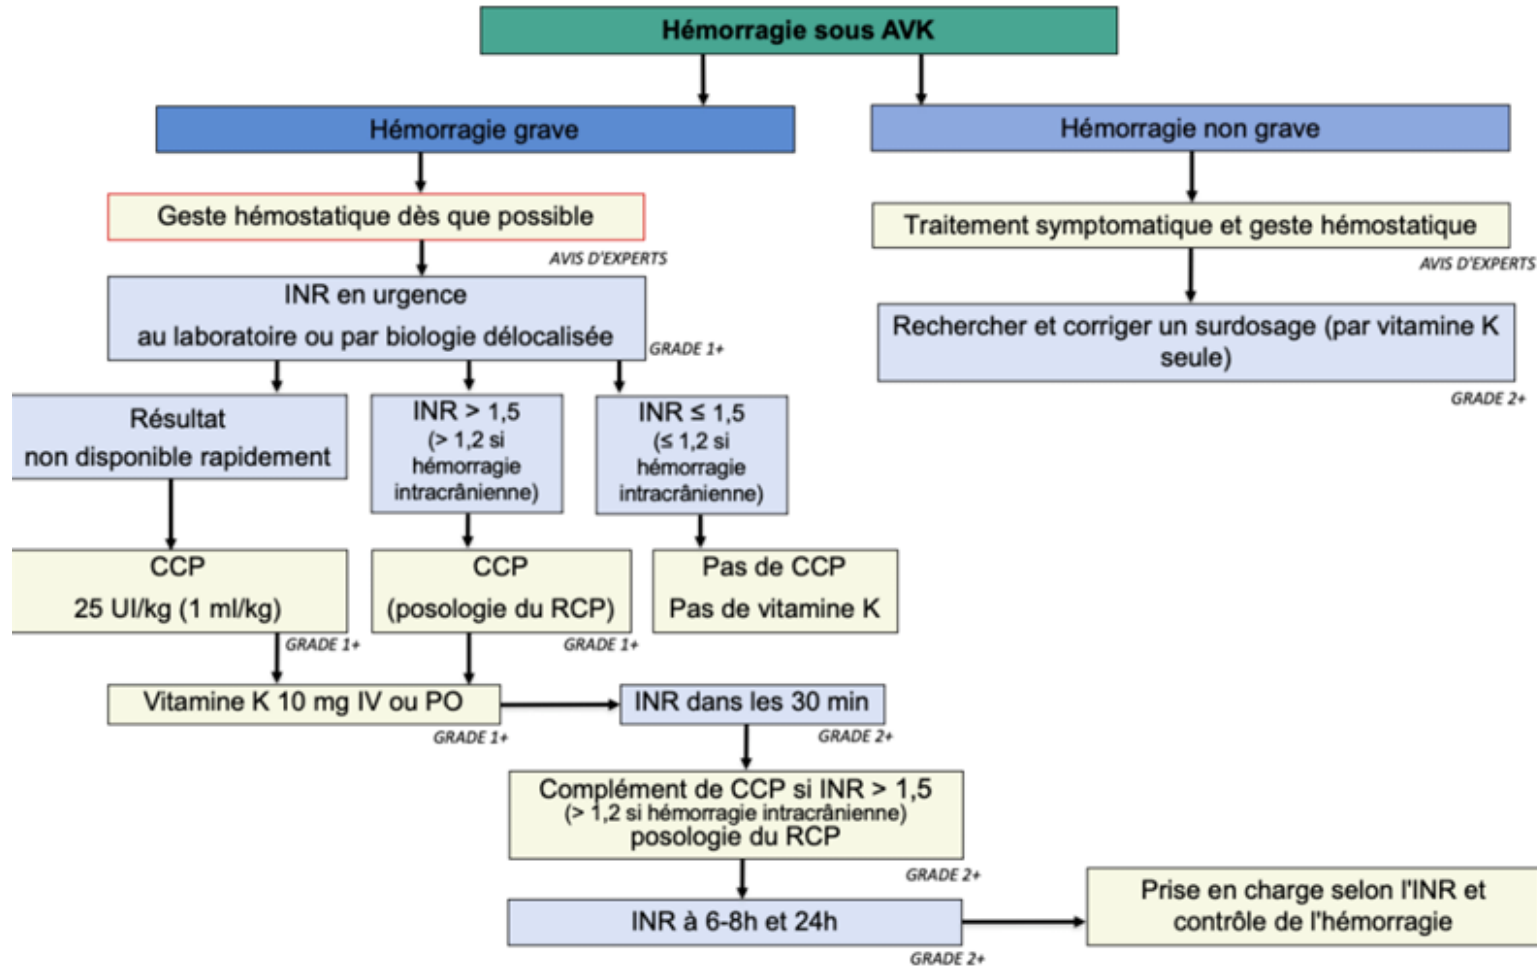 Hémorragie sous AVK
Hémorragie grave
Hémorragie non grave
Geste hémostatique dès que possible
AVIS D'EXPERTS
Traitement symptomatique et geste hémostatique
AVIS D'EXPERTS
INR en urgence
au laboratoire ou par biologie délocalisée
GRADE 1+
Rechercher et corriger un surdosage (par vitamine K
seule)
GRADE 2+
Résultat
non disponible rapidement
INR > 1,5
(> 1,2 si
hémorragie
intracrânienne)
INR ≤ 1,5
(≤ 1,2 si
hémorragie
intracrânienne)
CCP
25 UI/kg (1 ml/kg)
GRADE 1+
CCP
(posologie du RCP)
GRADE 1+
Pas de CCP
Pas de vitamine K
Vitamine K 10 mg IV ou PO
GRADE 1+
INR dans les 30 min
GRADE 2+
Complément de CCP si INR > 1,5
(> 1,2 si hémorragie intracrânienne)
posologie du RCP
GRADE 2+
INR à 6-8h et 24h
GRADE 2+
Prise en charge selon l'INR et
contrôle de l'hémorragie